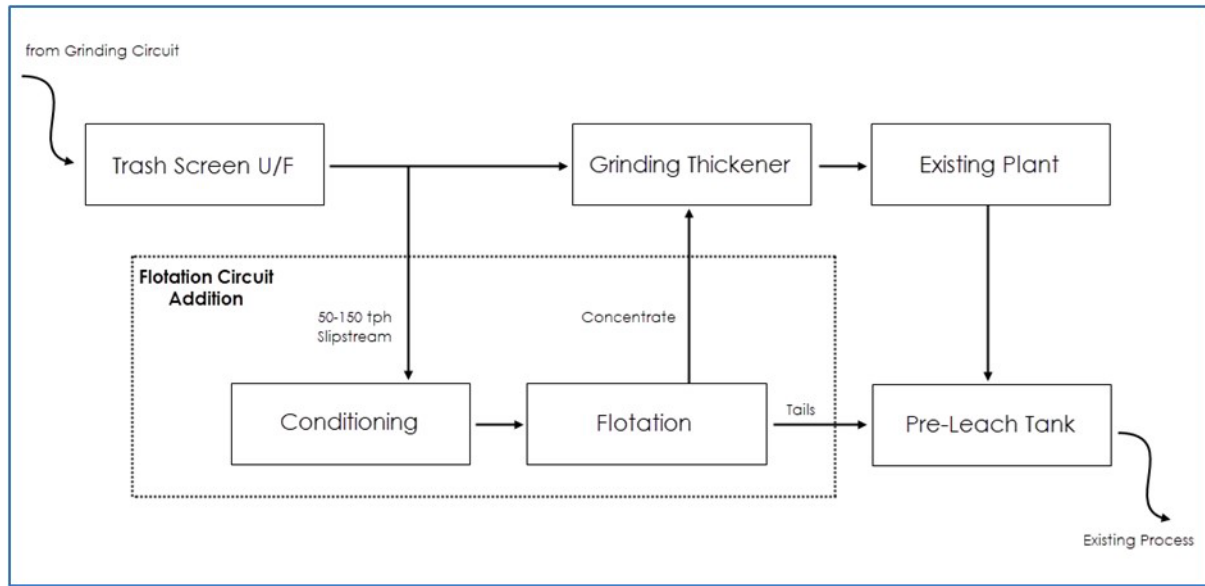 from Grinding Circuit
Trash Screen U/F
Grinding Thickener
Existing Plant
Flotation Circuit
Addition
50-150 tph
Slipstream
Concentrate
Conditioning
Flotation
Tails
Pre-Leach Tank
Existing Process